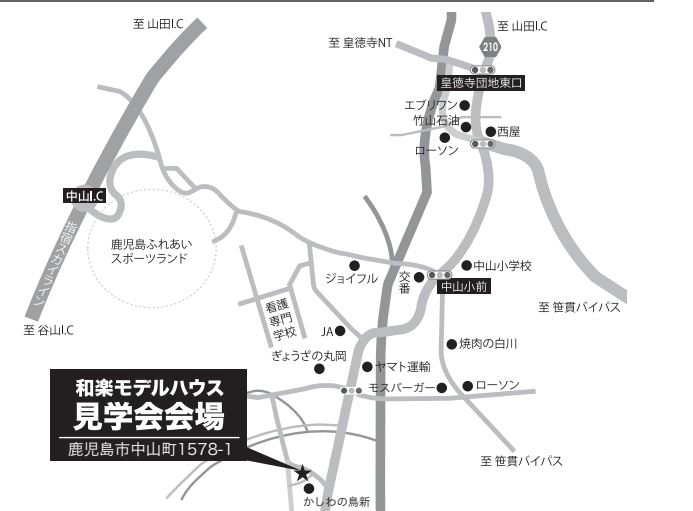 至 山田I.C
至 皇徳寺NT
至 山田I.C
210
皇徳寺団地東口
エブリワン
竹山石油
西屋
ローソン
中山I.C
指宿スカイライン
鹿児島ふれあい
スポーツランド
ジョイフル
交番
中山小学校
中山小前
至 笹貫バイパス
看護
専門
学校
至 谷山I.C
JA
焼肉の白川
ぎょうざの丸岡
ヤマト運輸
モスバーガー
ローソン
和楽モデルハウス
見学会会場
鹿児島市中山町1578-1
至 笹貫バイパス
かしわの鳥新